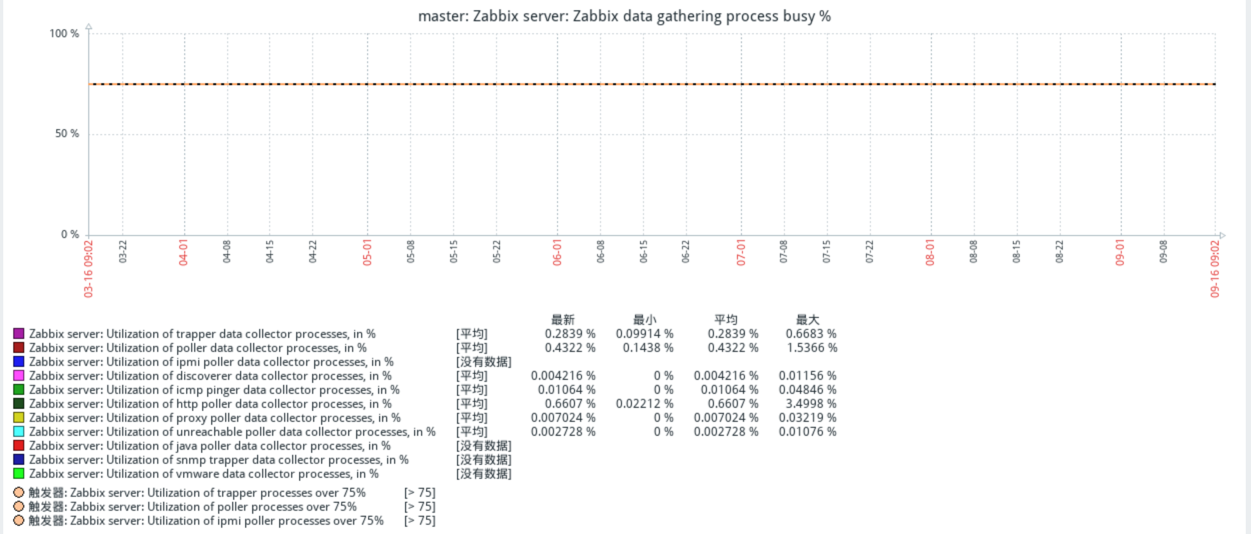 master: Zabbix server: Zabbix data gathering process busy %
100 %
50 %
0 %
03-16 09:02 03-22 04-01 04-08 04-15 04-22 05-01 05-08 05-15 05-22 06-01 06-08 06-15 06-22 07-01 07-08 07-15 07-22 08-01 08-08 08-15 08-22 09-01 09-08 09-16 09:02
最新 最小 平均 最大
Zabbix server: Utilization of trapper data collector processes, in % [平均] 0.2839 % 0.09914 % 0.2839 % 0.6683 %
Zabbix server: Utilization of poller data collector processes, in % [平均] 0.4322 % 0.1438 % 0.4322 % 1.5366 %
Zabbix server: Utilization of ipmi poller data collector processes, in % [没有数据]
Zabbix server: Utilization of discoverer data collector processes, in % [平均] 0.004216 % 0 % 0.004216 % 0.01156 %
Zabbix server: Utilization of icmp pinger data collector processes, in % [平均] 0.01064 % 0 % 0.01064 % 0.04846 %
Zabbix server: Utilization of http poller data collector processes, in % [平均] 0.6607 % 0.02212 % 0.6607 % 3.4998 %
Zabbix server: Utilization of proxy poller data collector processes, in % [平均] 0.007024 % 0 % 0.007024 % 0.03219 %
Zabbix server: Utilization of unreachable poller data collector processes, in % [平均] 0.002728 % 0 % 0.002728 % 0.01076 %
Zabbix server: Utilization of java poller data collector processes, in % [没有数据]
Zabbix server: Utilization of snmp trapper data collector processes, in % [没有数据]
Zabbix server: Utilization of vmware data collector processes, in % [没有数据]
触发器: Zabbix server: Utilization of trapper processes over 75% [> 75]
触发器: Zabbix server: Utilization of poller processes over 75% [> 75]
触发器: Zabbix server: Utilization of ipmi poller processes over 75% [> 75]